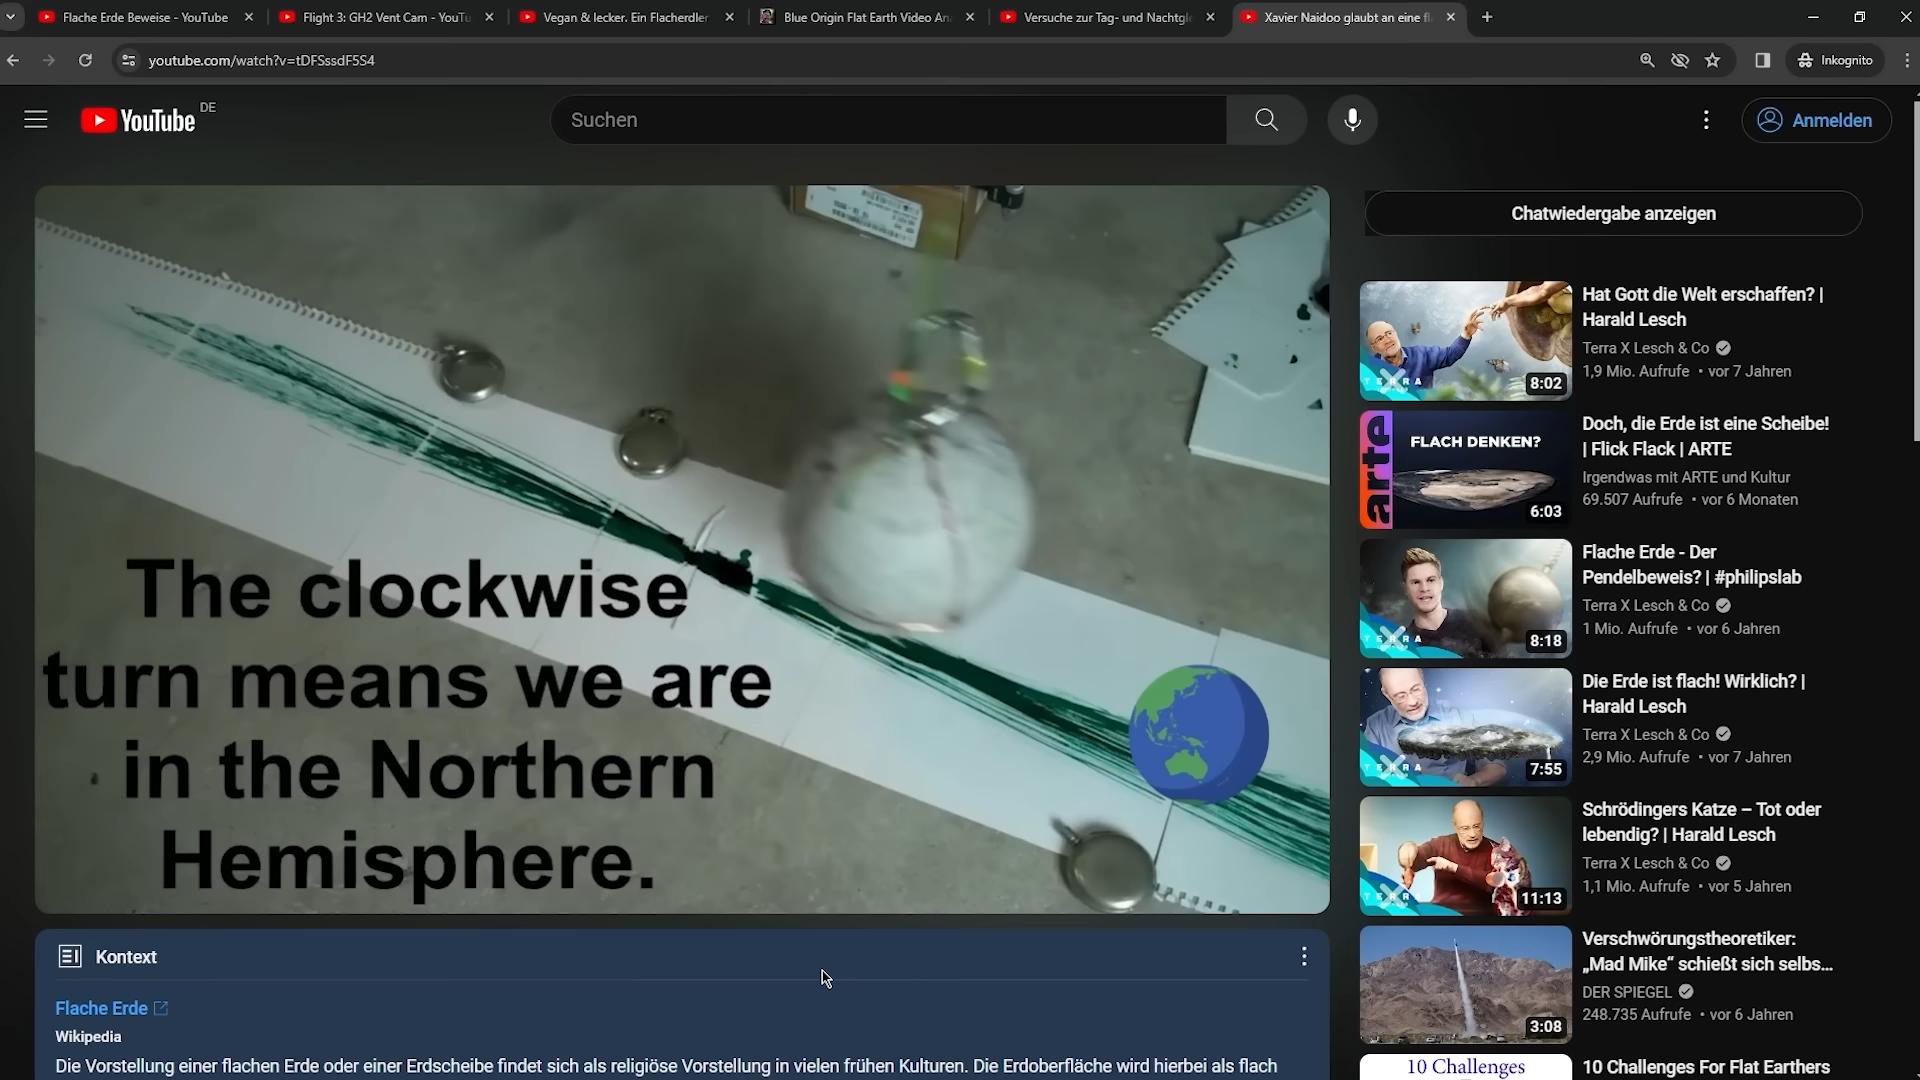 Flache Erde Beweise - YouTube
Flight 3: GH2 Vent Cam - YouT
Vegan & lecker. Ein Flacherdler
Blue Origin Flat Earth Video An
Versuche zur Tag- und Nachtgl
Xavier Naidoo glaubt an eine fl
youtube.com/watch?v=tDFSssdF5S4
Inkognito
YouTube DE
Suchen
Anmelden
The clockwise
turn means we are
in the Northern
Hemisphere.
Kontext
Flache Erde
Wikipedia
Die Vorstellung einer flachen Erde oder einer Erdscheibe findet sich als religiöse Vorstellung in vielen frühen Kulturen. Die Erdoberfläche wird hierbei als flach
Chatwiedergabe anzeigen
TERRA
8:02
Hat Gott die Welt erschaffen? |
Harald Lesch
Terra X Lesch & Co
1,9 Mio. Aufrufe • vor 7 Jahren
arte
FLACH DENKEN?
6:03
Doch, die Erde ist eine Scheibe!
| Flick Flack | ARTE
Irgendwas mit ARTE und Kultur
69.507 Aufrufe • vor 6 Monaten
TERRA
8:18
Flache Erde - Der
Pendelbeweis? | #philipslab
Terra X Lesch & Co
1 Mio. Aufrufe • vor 6 Jahren
TERRA
7:55
Die Erde ist flach! Wirklich? |
Harald Lesch
Terra X Lesch & Co
2,9 Mio. Aufrufe • vor 7 Jahren
TERRA
11:13
Schrödingers Katze – Tot oder
lebendig? | Harald Lesch
Terra X Lesch & Co
1,1 Mio. Aufrufe • vor 5 Jahren
3:08
Verschwörungstheoretiker:
„Mad Mike“ schießt sich selbs...
DER SPIEGEL
248.735 Aufrufe • vor 6 Jahren
10 Challenges
10 Challenges For Flat Earthers